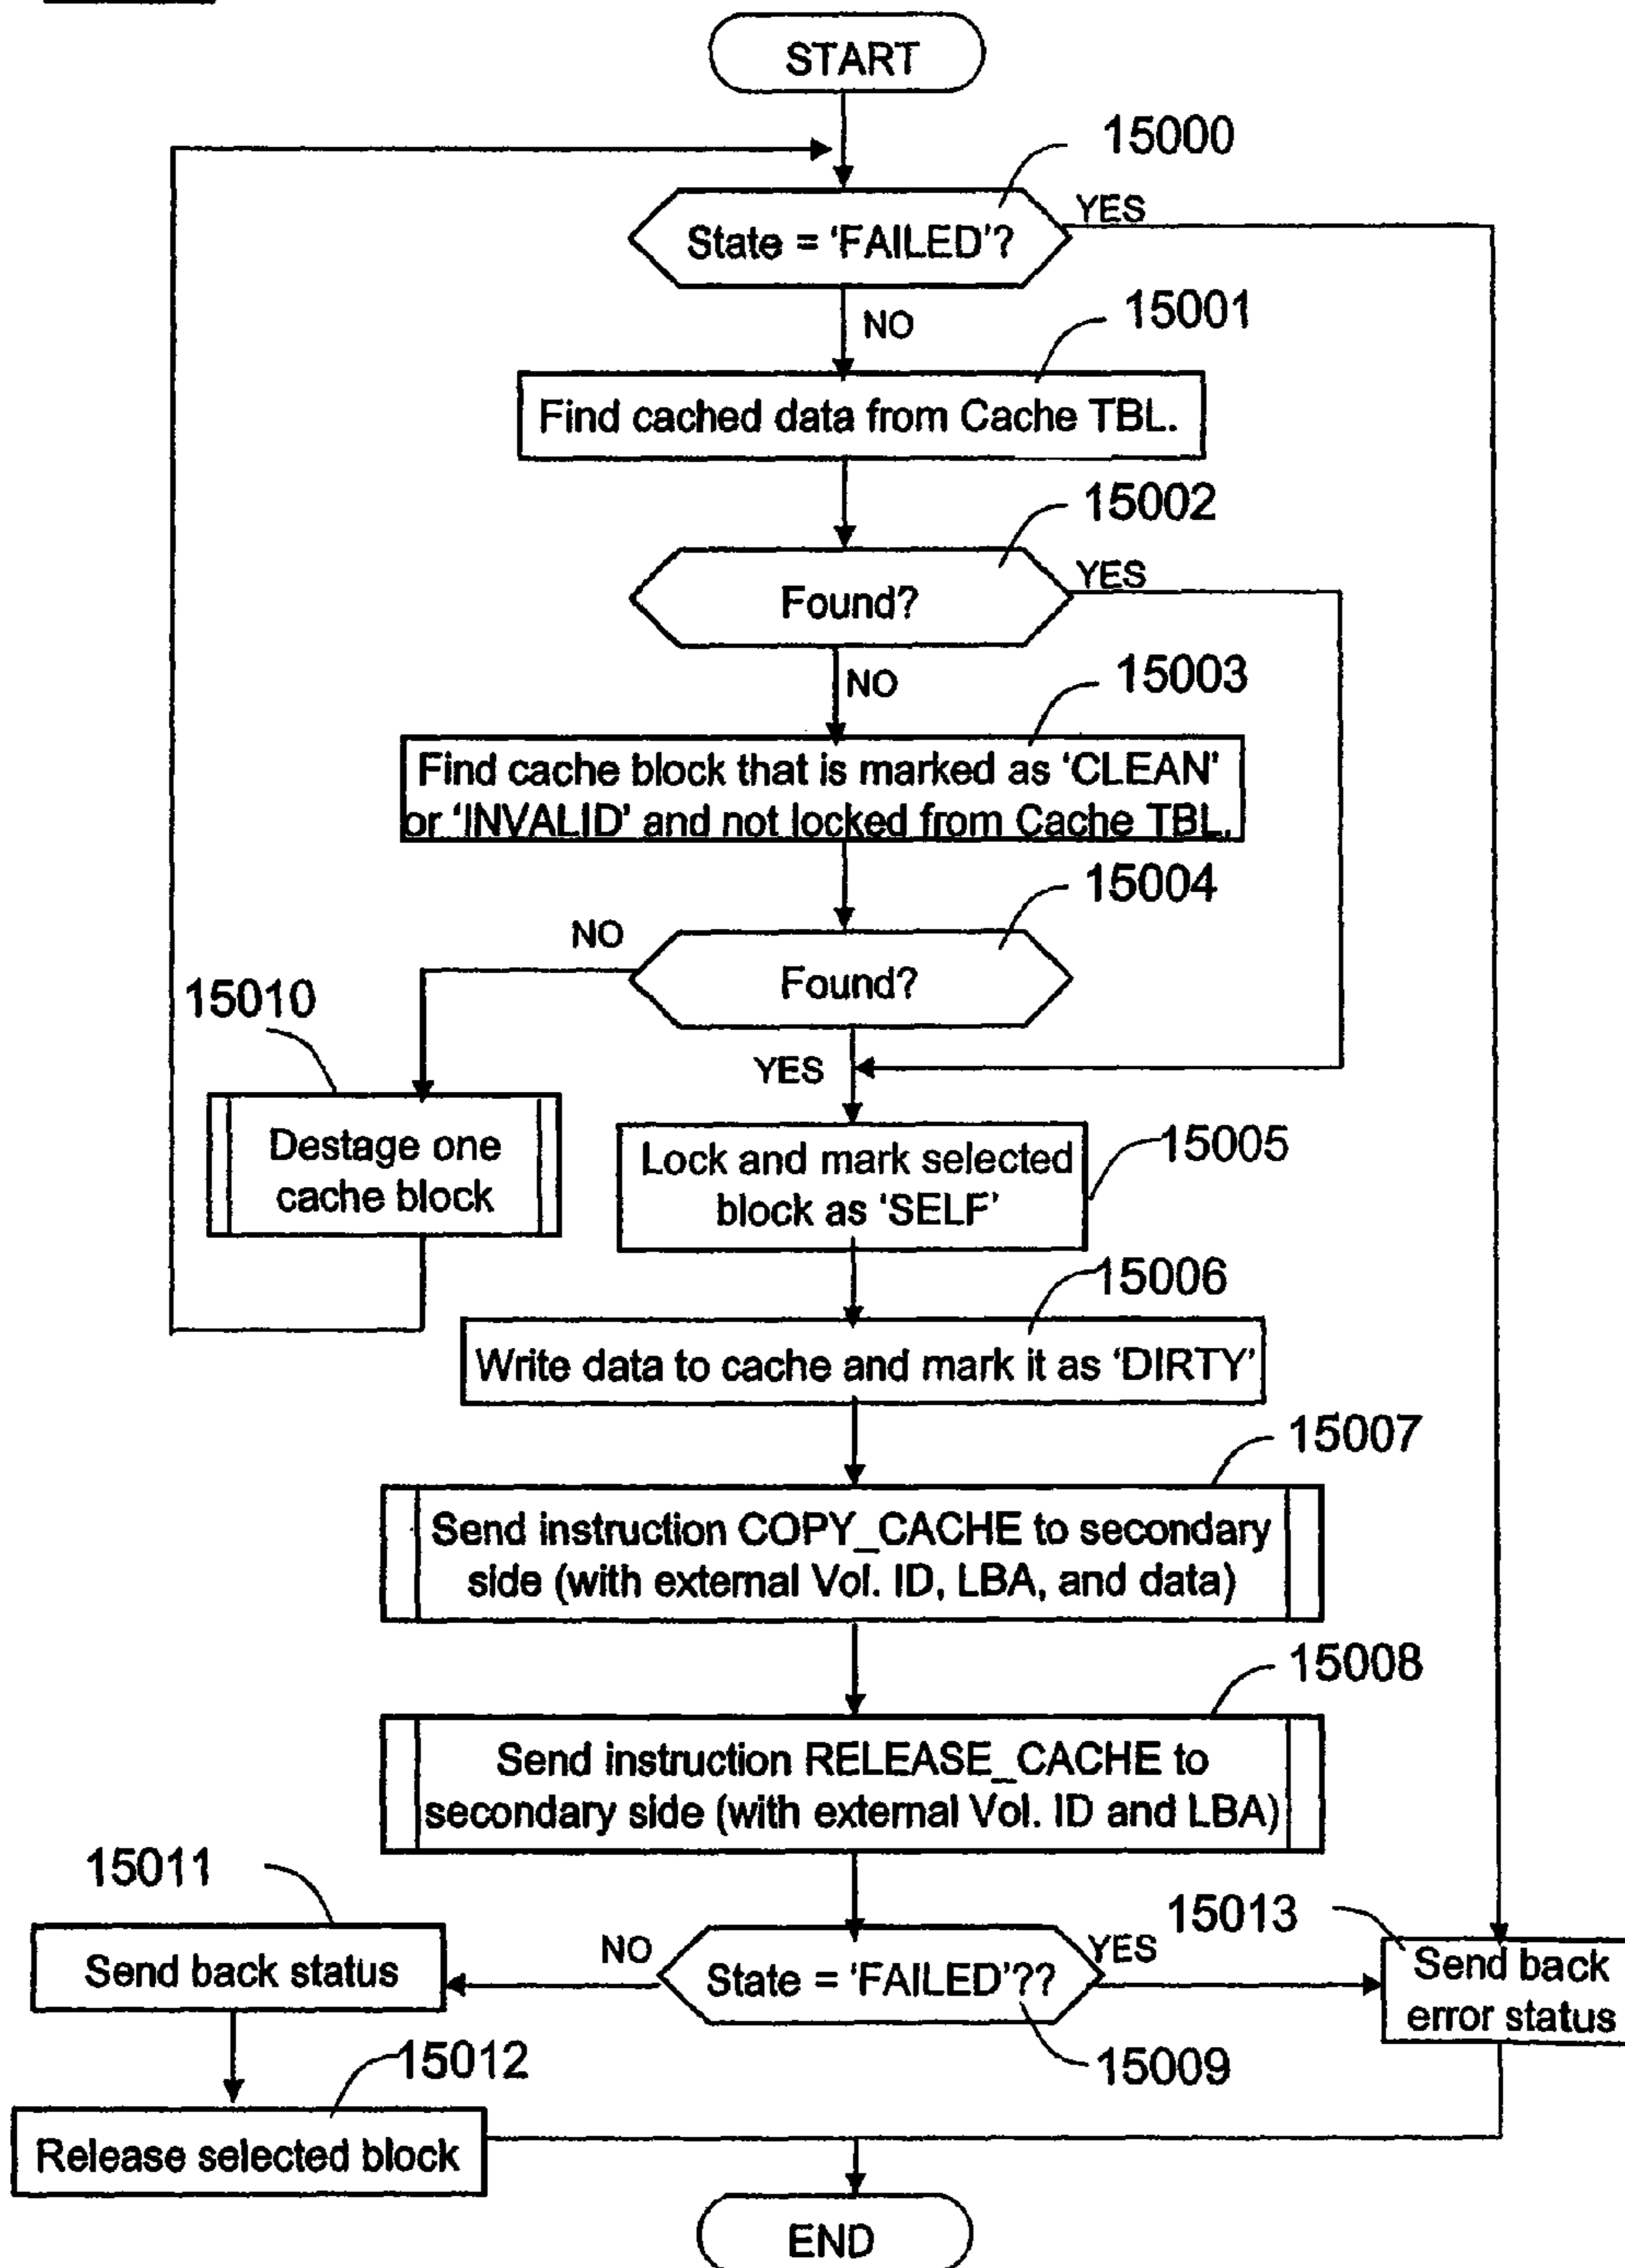 START
15000
State = 'FAILED'?
YES
NO
15001
Find cached data from Cache TBL.
15002
Found?
YES
NO
15003
Find cache block that is marked as 'CLEAN'
or 'INVALID' and not locked from Cache TBL.
15004
NO
Found?
15010
YES
Destage one
cache block
Lock and mark selected
block as 'SELF'
15005
15006
Write data to cache and mark it as 'DIRTY'
15007
Send instruction COPY_CACHE to secondary
side (with external Vol. ID, LBA, and data)
15008
Send instruction RELEASE_CACHE to
secondary side (with external Vol. ID and LBA)
15011
15013
Send back status
NO
State = 'FAILED'??
YES
Send back
error status
15012
15009
Release selected block
END